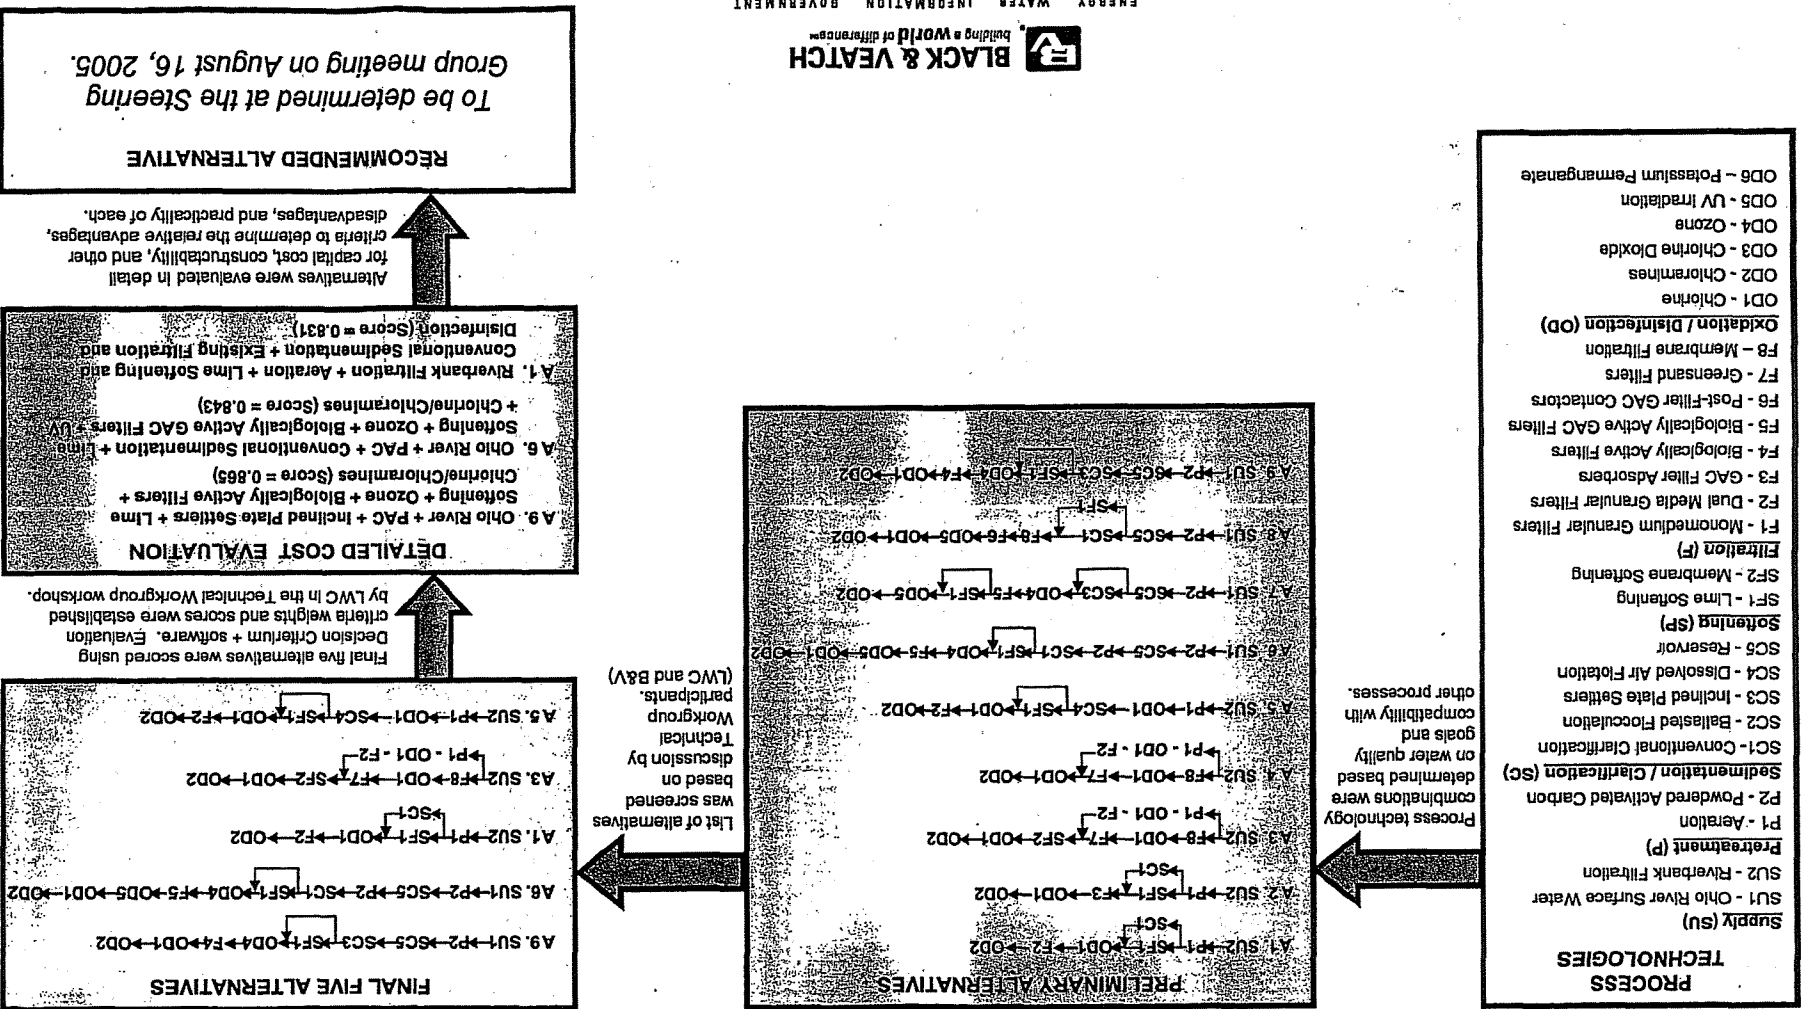 PROCESS
TECHNOLOGIES
Supply (SU)
SU1 - Ohio River Surface Water
SU2 - Riverbank Filtration
Pretreatment (P)
P1 - Aeration
P2 - Powdered Activated Carbon
Sedimentation / Clarification (SC)
SC1- Conventional Clarification
SC2 - Ballasted Flocculation
SC3 - Inclined Plate Settlers
SC4 - Dissolved Air Flotation
SC5 - Reservoir
Softening (SP)
SF1 - Lime Softening
SF2 - Membrane Softening
Filtration (F)
F1 - Monomedium Granular Filters
F2 - Dual Media Granular Filters
F3 - GAC Filter Adsorbers
F4 - Biologically Active Filters
F5 - Biologically Active GAC Filters
F6 - Post-Filter GAC Contactors
F7 - Greensand Filters
F8 – Membrane Filtration
Oxidation / Disinfection (OD)
OD1 - Chlorine
OD2 - Chloramines
OD3 - Chlorine Dioxide
OD4 - Ozone
OD5 - UV Irradiation
OD6 – Potassium Permanganate
Process technology
combinations were
determined based
on water quality
goals and
compatibility with
other processes.
PRELIMINARY ALTERNATIVES
A 1. SU2→P1→SF1→OD1→F2→OD2
→SC1
A 2. SU2→P1→SF1→F3→OD1→OD2
→SC1
A 3. SU2→F8→OD1→F7→SF2→OD1→OD2
→P1 - OD1 - F2
A 4. SU2→F8→OD1→F7→OD1→OD2
→P1 - OD1 - F2
A 5. SU2→P1→OD1→SC4→SF1→OD1→F2→OD2
A 6. SU1→P2→SC5→P2→SC1→SF1→OD4→F5→OD5→OD1→OD2
A 7. SU1→P2→SC5→SC3→OD4→F5→SF1→OD5→OD2
A 8. SU1→P2→SC5→SC1→F8→F6→OD5→OD1→OD2
→SF1
A 9. SU1→P2→SC5→SC3→SF1→OD4→F4→OD1→OD2
List of alternatives
was screened
based on
discussion by
Technical
Workgroup
participants.
(LWC and B&V)
FINAL FIVE ALTERNATIVES
A 9. SU1→P2→SC5→SC3→SF1→OD4→F4→OD1→OD2
A 6. SU1→P2→SC5→P2→SC1→SF1→OD4→F5→OD5→OD1→OD2
A 1. SU2→P1→SF1→OD1→F2→OD2
→SC1
A 3. SU2→F8→OD1→F7→SF2→OD1→OD2
→P1 - OD1 - F2
A 5. SU2→P1→OD1→SC4→SF1→OD1→F2→OD2
Final five alternatives were scored using
Decision Criterium + software. Evaluation
criteria weights and scores were established
by LWC in the Technical Workgroup workshop.
DETAILED COST EVALUATION
A 9. Ohio River + PAC + Inclined Plate Settlers + Lime
Softening + Ozone + Biologically Active Filters +
Chlorine/Chloramines (Score = 0.865)
A 6. Ohio River + PAC + Conventional Sedimentation + Lime
Softening + Ozone + Biologically Active GAC Filters + UV
+ Chlorine/Chloramines (Score = 0.843)
A 1. Riverbank Filtration + Aeration + Lime Softening and
Conventional Sedimentation + Existing Filtration and
Disinfection (Score = 0.831)
Alternatives were evaluated in detail
for capital cost, constructability, and other
criteria to determine the relative advantages,
disadvantages, and practicality of each.
RECOMMENDED ALTERNATIVE
To be determined at the Steering
Group meeting on August 16, 2005.
BLACK & VEATCH
building a world of difference℠
ENERGY WATER INFORMATION GOVERNMENT